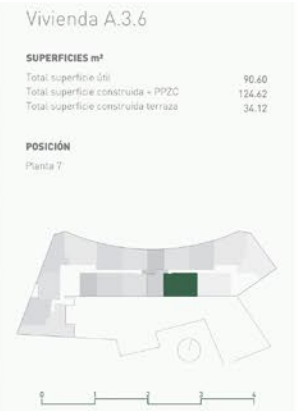 Vivienda A.3.6
SUPERFICIES m²
Total superficie útil 90.60
Total superficie construida + PPZC 124.62
Total superficie construida terraza 34.12
POSICIÓN
Planta 7
0 1 2 3 4